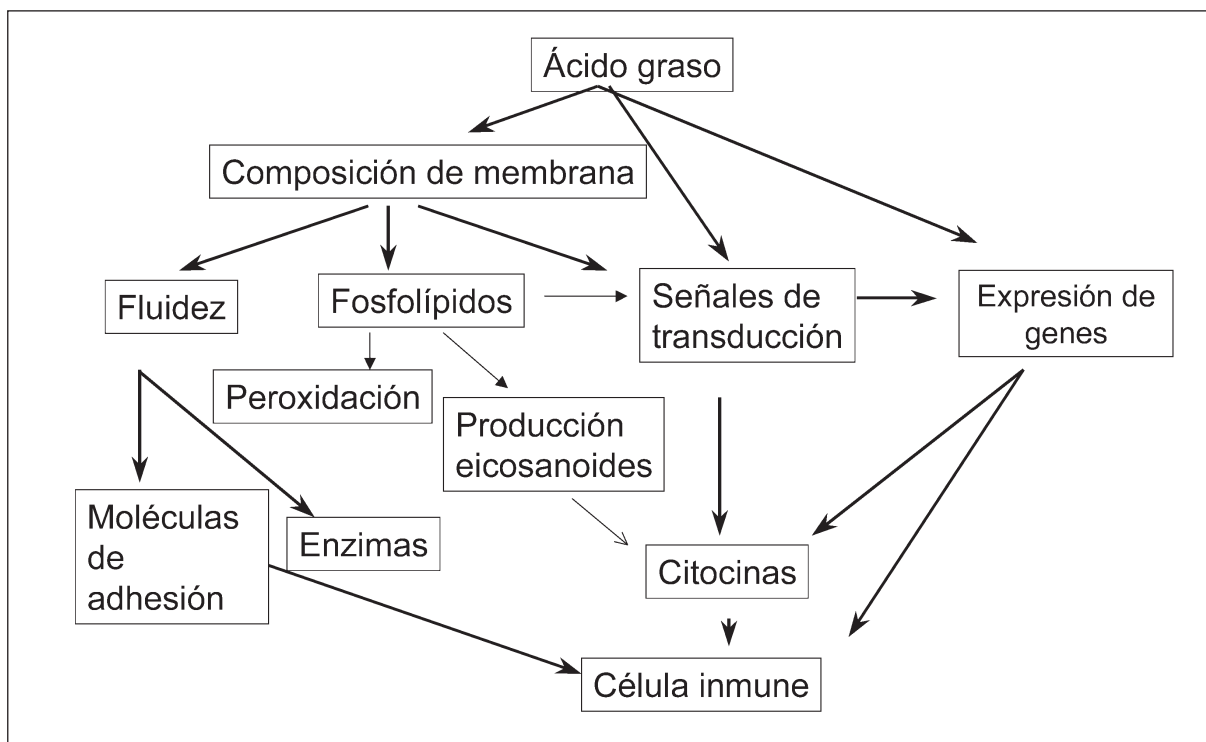 Ácido graso
Composición de membrana
Fluidez
Fosfolípidos
Señales de
transducción
Expresión de
genes
Peroxidación
Producción
eicosanoides
Moléculas
de
adhesión
Enzimas
Citocinas
Célula inmune